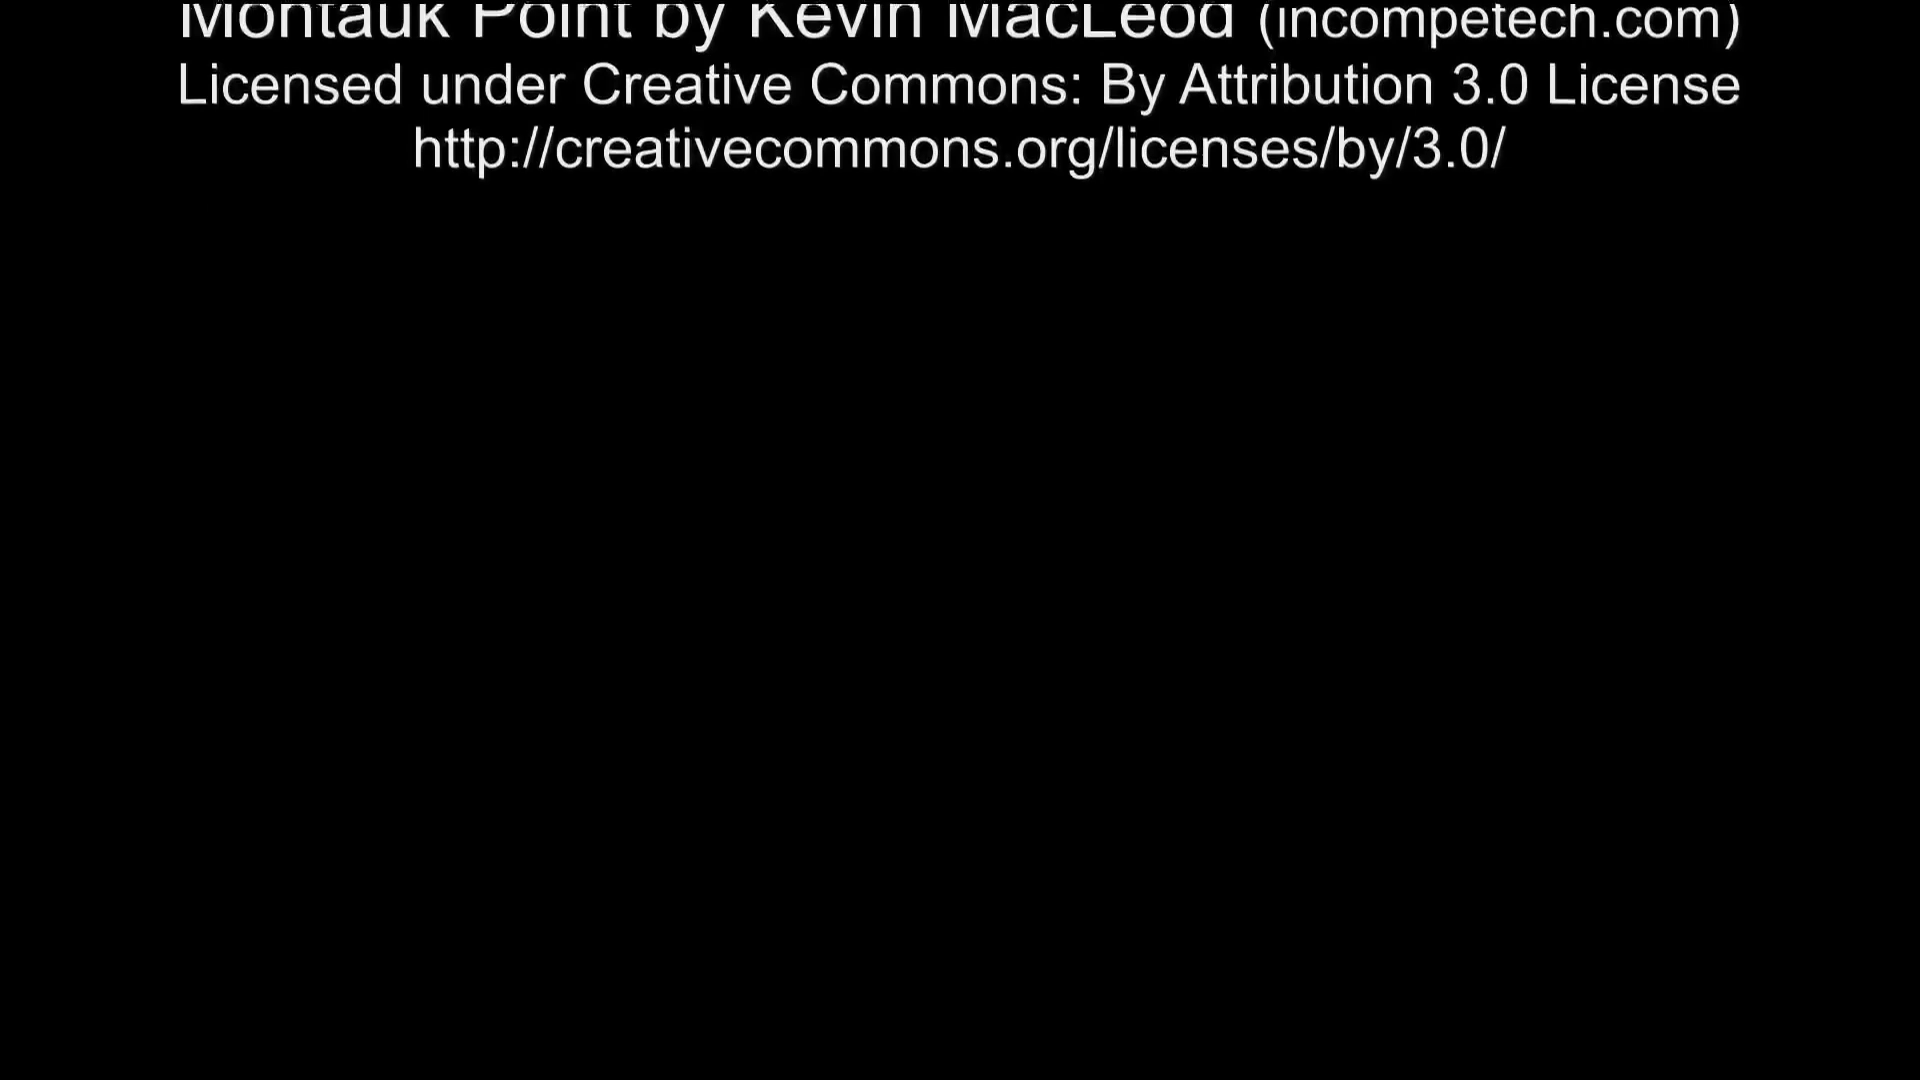 Montauk Point by Kevin MacLeod (incompetech.com)
Licensed under Creative Commons: By Attribution 3.0 License
http://creativecommons.org/licenses/by/3.0/